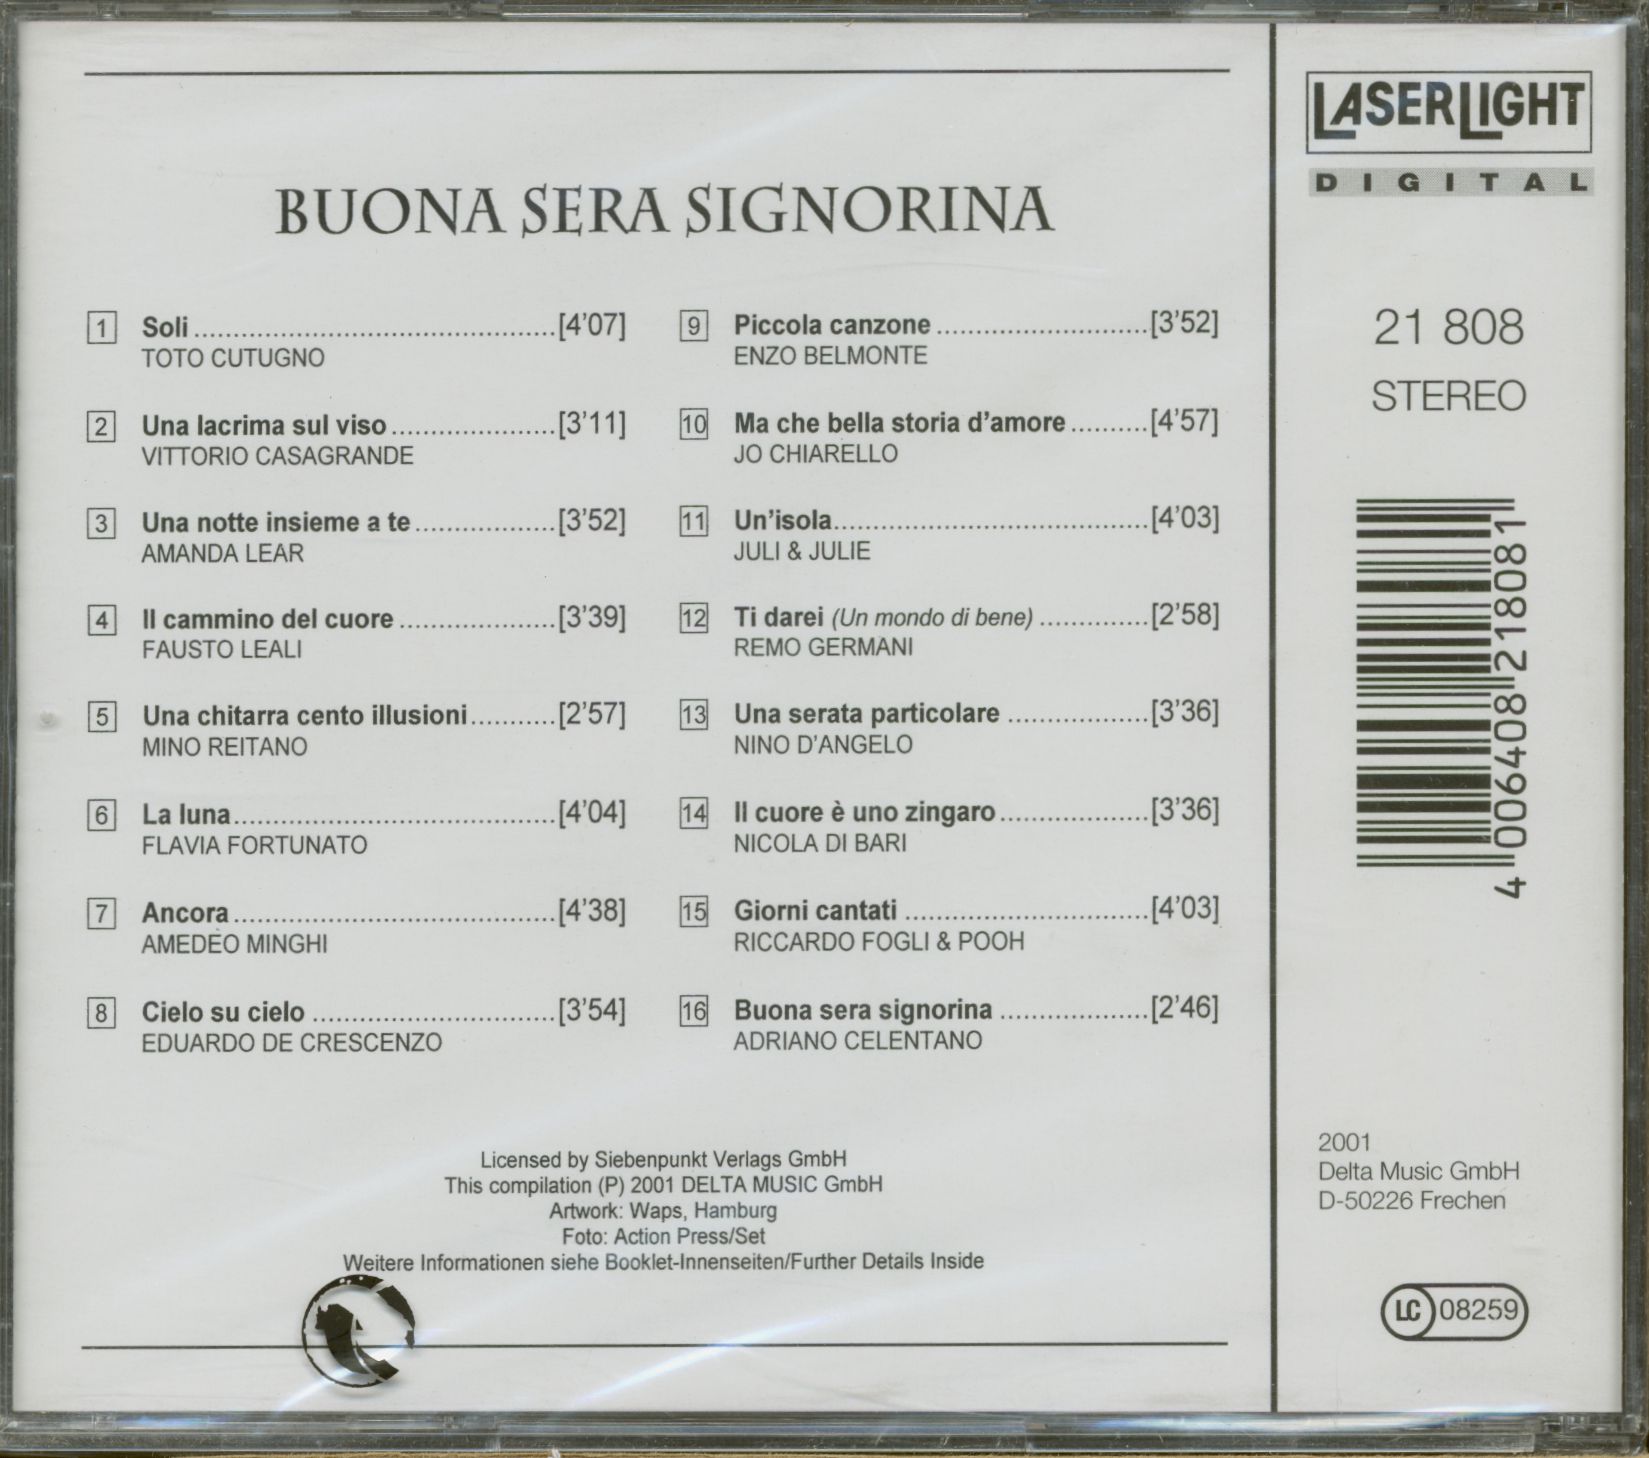 BUONA SERA SIGNORINA
1 Soli [4'07]
TOTO CUTUGNO
2 Una lacrima sul viso [3'11]
VITTORIO CASAGRANDE
3 Una notte insieme a te [3'52]
AMANDA LEAR
4 Il cammino del cuore [3'39]
FAUSTO LEALI
5 Una chitarra cento illusioni [2'57]
MINO REITANO
6 La luna [4'04]
FLAVIA FORTUNATO
7 Ancora [4'38]
AMEDEO MINGHI
8 Cielo su cielo [3'54]
EDUARDO DE CRESCENZO
9 Piccola canzone [3'52]
ENZO BELMONTE
10 Ma che bella storia d'amore [4'57]
JO CHIARELLO
11 Un'isola [4'03]
JULI & JULIE
12 Ti darei (Un mondo di bene) [2'58]
REMO GERMANI
13 Una serata particolare [3'36]
NINO D'ANGELO
14 Il cuore è uno zingaro [3'36]
NICOLA DI BARI
15 Giorni cantati [4'03]
RICCARDO FOGLI & POOH
16 Buona sera signorina [2'46]
ADRIANO CELENTANO
Licensed by Siebenpunkt Verlags GmbH
This compilation (P) 2001 DELTA MUSIC GmbH
Artwork: Waps, Hamburg
Foto: Action Press/Set
Weitere Informationen siehe Booklet-Innenseiten/Further Details Inside
LASERLIGHT
DIGITAL
21 808
STEREO
4 006408 218081
2001
Delta Music GmbH
D-50226 Frechen
LC 08259